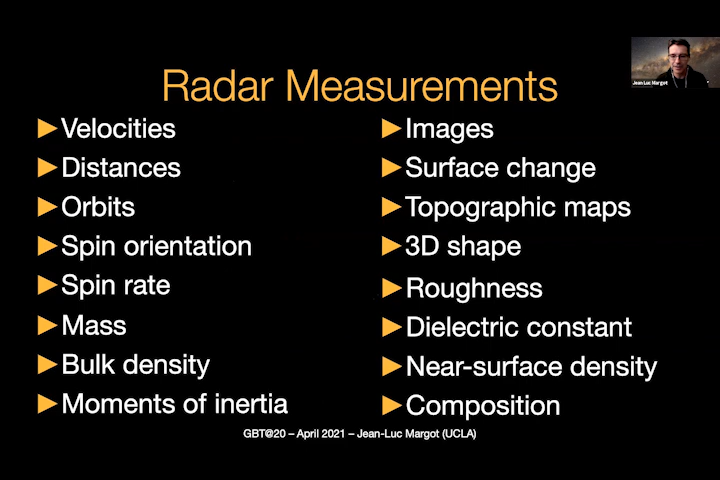 Jean Luc Margot
Radar Measurements
Velocities
Distances
Orbits
Spin orientation
Spin rate
Mass
Bulk density
Moments of inertia
Images
Surface change
Topographic maps
3D shape
Roughness
Dielectric constant
Near-surface density
Composition
GBT@20 – April 2021 – Jean-Luc Margot (UCLA)